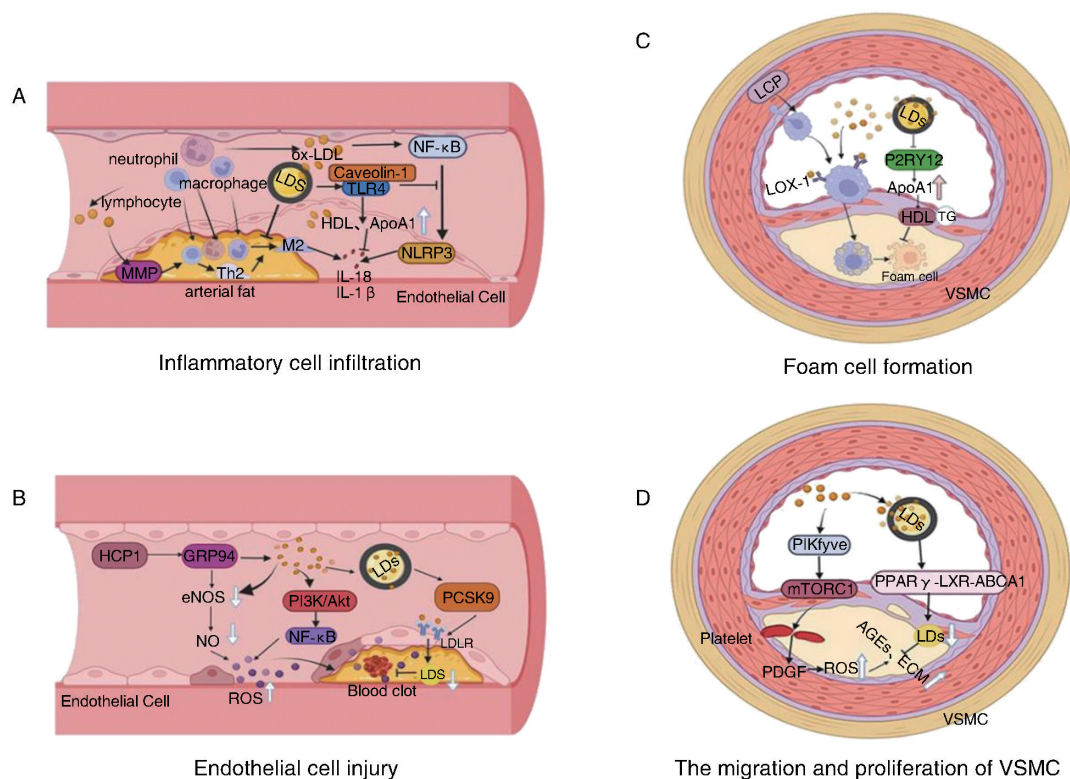 A
neutrophil
ox-LDL
NF-κB
macrophage
LDS
Caveolin-1
TLR4
lymphocyte
HDL
ApoA1
M2
NLRP3
MMP
Th2
IL-18
IL-1 β
arterial fat
Endothelial Cell
Inflammatory cell infiltration
B
HCP1
GRP94
LDs
eNOS
PI3K/Akt
PCSK9
NO
NF-κB
LDLR
LDS
Blood clot
Endothelial Cell
ROS
Endothelial cell injury
C
LCP
LDs
P2RY12
LOX-1
ApoA1
HDL
TG
Foam cell
VSMC
Foam cell formation
D
LDs
PIKfyve
PPAR γ -LXR-ABCA1
mTORC1
Platelet
AGEs
LDs
PDGF
ROS
ECM
VSMC
The migration and proliferation of VSMC